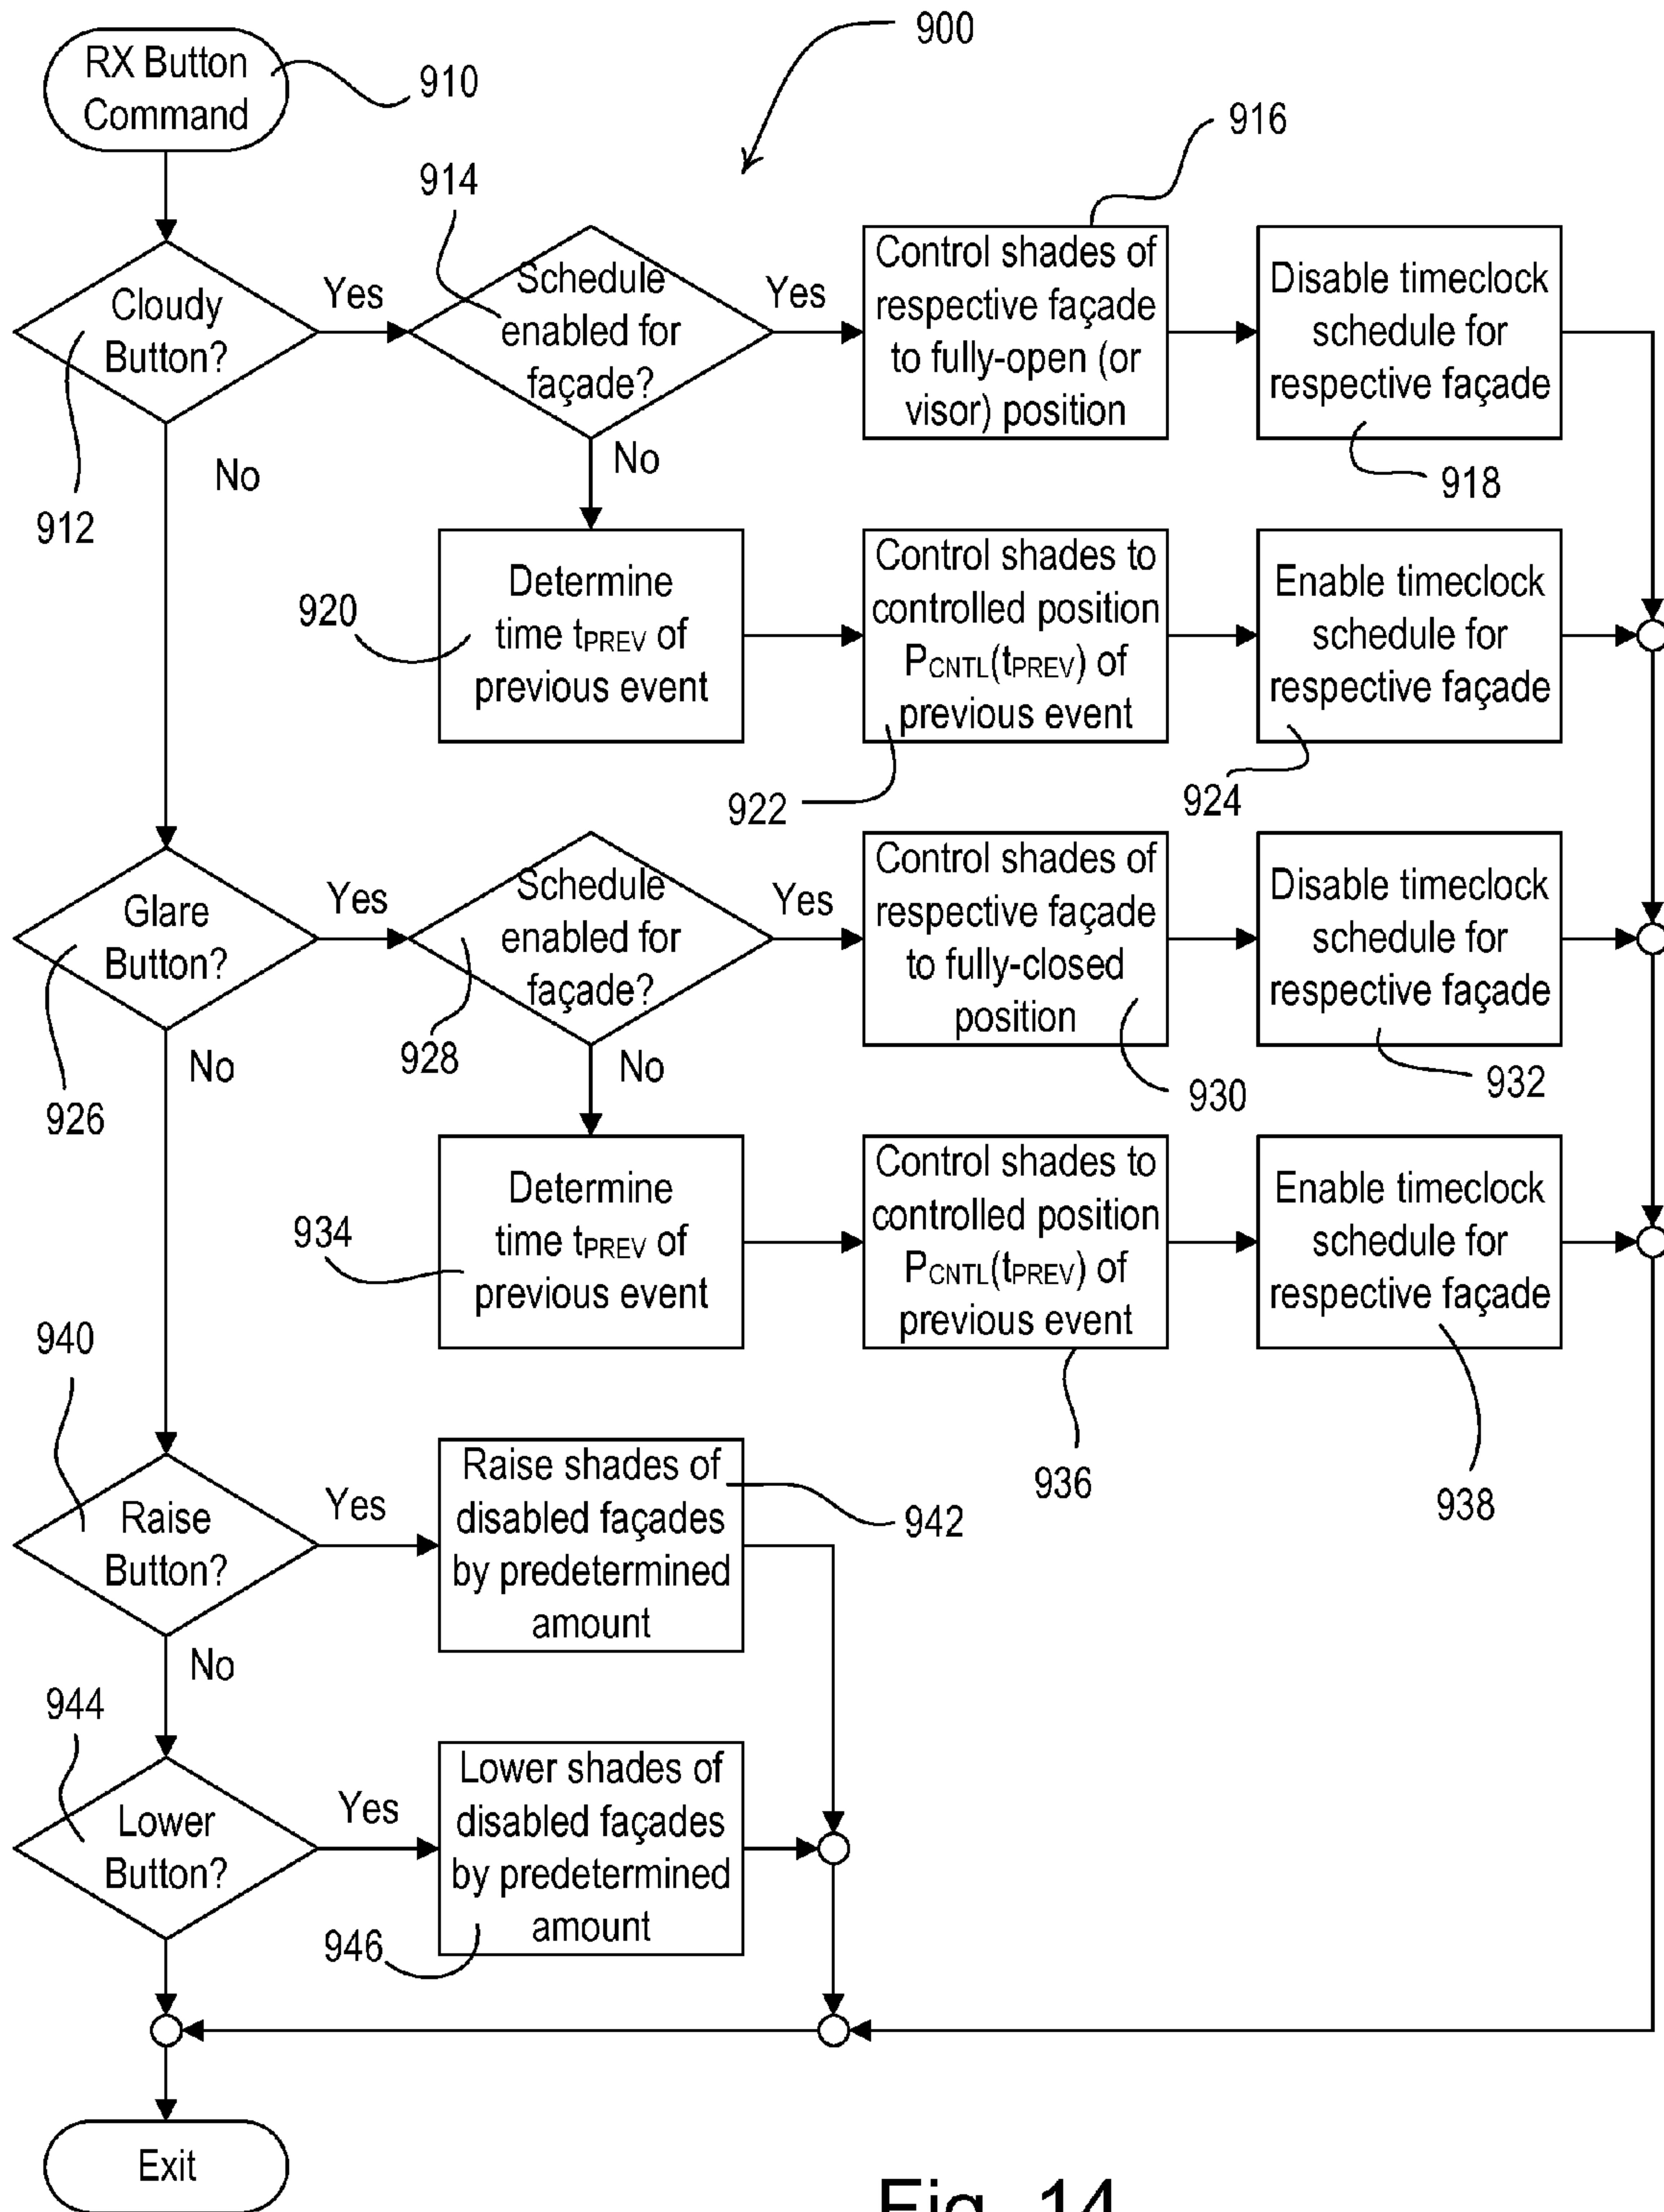 900
RX Button
Command
910
916
914
Cloudy
Button?
Yes
Schedule
enabled for
façade?
Yes
Control shades of
respective façade
to fully-open (or
visor) position
Disable timeclock
schedule for
respective façade
912
No
No
918
920
Determine
time tPREV of
previous event
Control shades to
controlled position
PCNTL(tPREV) of
previous event
Enable timeclock
schedule for
respective façade
922
924
Glare
Button?
Yes
Schedule
enabled for
façade?
Yes
Control shades of
respective façade
to fully-closed
position
Disable timeclock
schedule for
respective façade
926
No
928
No
930
932
934
Determine
time tPREV of
previous event
Control shades to
controlled position
PCNTL(tPREV) of
previous event
Enable timeclock
schedule for
respective façade
936
938
940
Raise
Button?
Yes
Raise shades of
disabled façades
by predetermined
amount
942
No
944
Lower
Button?
Yes
Lower shades of
disabled façades
by predetermined
amount
946
Exit
Fig. 14